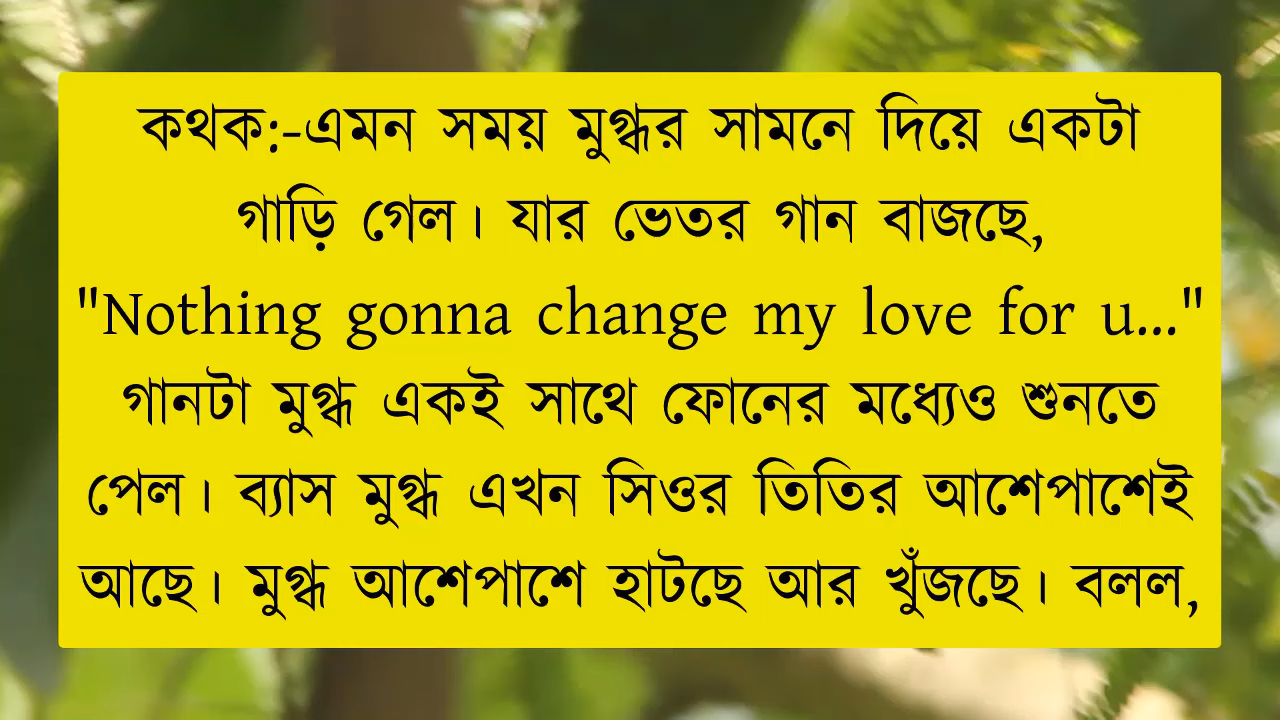 কথক:-এমন সময় মুগ্ধর সামনে দিয়ে একটা
গাড়ি গেল। যার ভেতর গান বাজছে,
"Nothing gonna change my love for u..."
গানটা মুগ্ধ একই সাথে ফোনের মধ্যেও শুনতে
পেল। ব্যাস মুগ্ধ এখন সিওর তিতির আশেপাশেই
আছে। মুগ্ধ আশেপাশে হাটছে আর খুঁজছে। বলল,